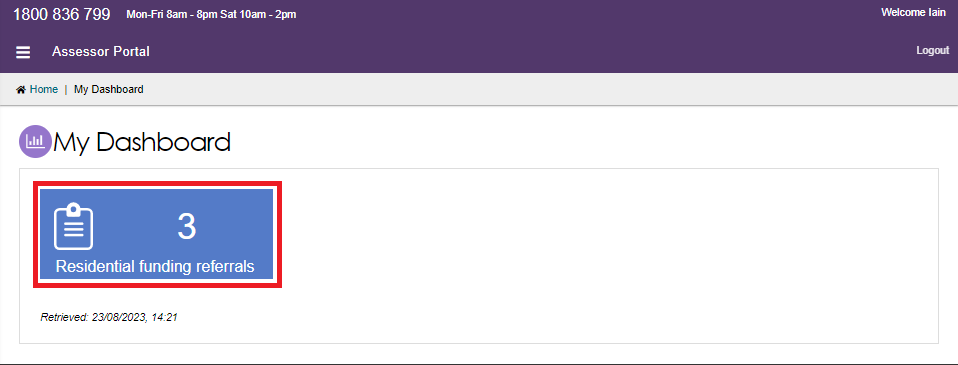 1800 836 799 Mon-Fri 8am - 8pm Sat 10am - 2pm Welcome Iain
Assessor Portal Logout
Home | My Dashboard
My Dashboard
3
Residential funding referrals
Retrieved: 23/08/2023, 14:21